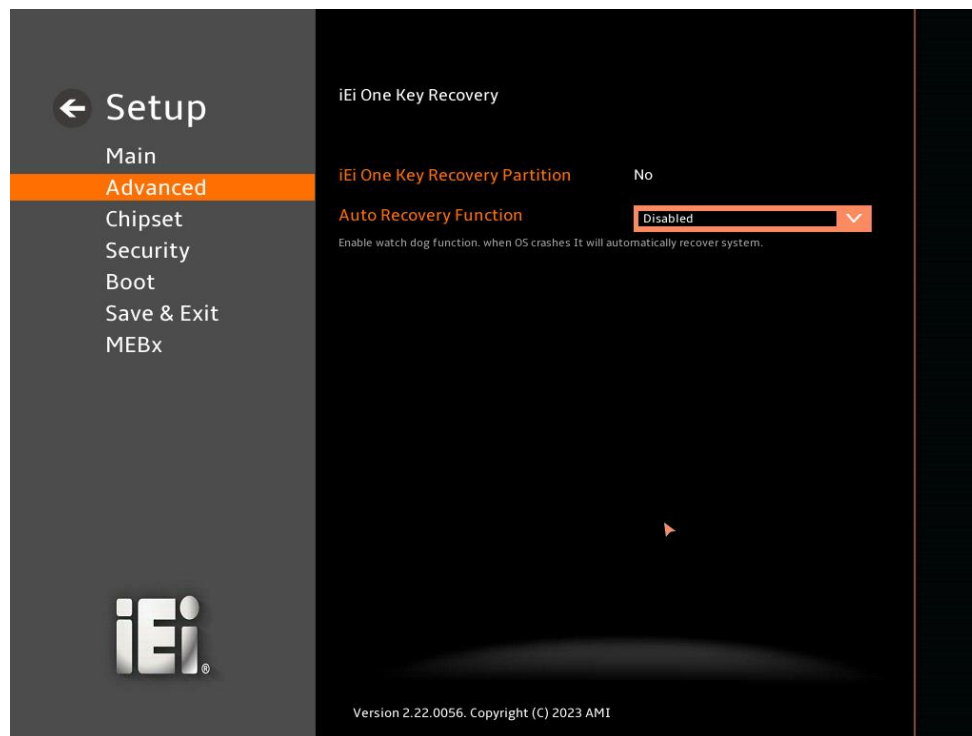 Setup
Main
Advanced
Chipset
Security
Boot
Save & Exit
MEBx
iEi®
iEi One Key Recovery
iEi One Key Recovery Partition No
Auto Recovery Function Disabled
Enable watch dog function. when OS crashes It will automatically recover system.
Version 2.22.0056. Copyright (C) 2023 AMI